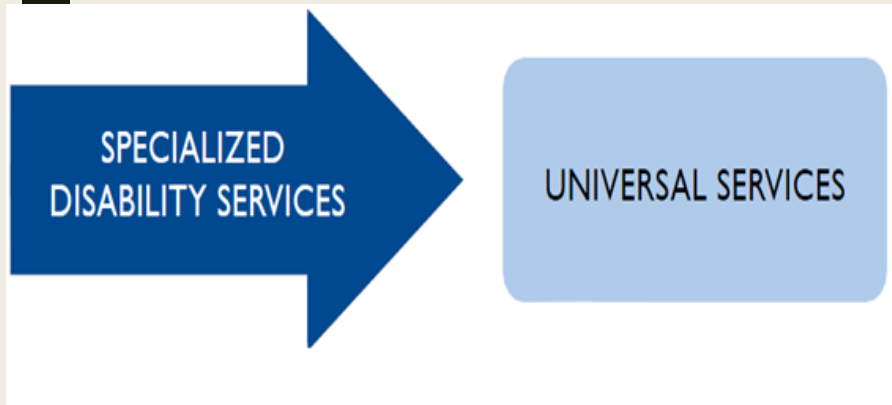 SPECIALIZED
DISABILITY SERVICES
UNIVERSAL SERVICES